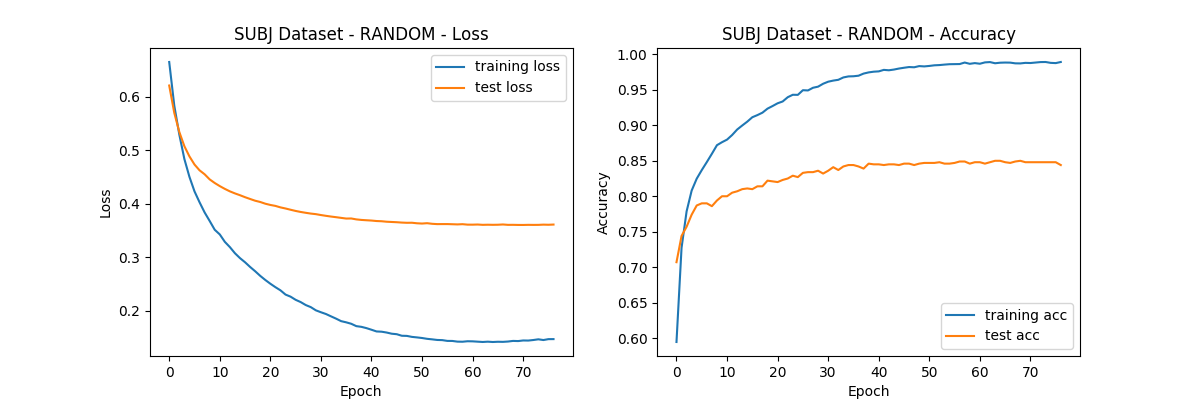 SUBJ Dataset - RANDOM - Loss
training loss
test loss
0.6
0.5
0.4
0.3
0.2
Loss
0 10 20 30 40 50 60 70
Epoch
SUBJ Dataset - RANDOM - Accuracy
1.00
0.95
0.90
0.85
0.80
0.75
0.70
0.65
0.60
Accuracy
training acc
test acc
0 10 20 30 40 50 60 70
Epoch